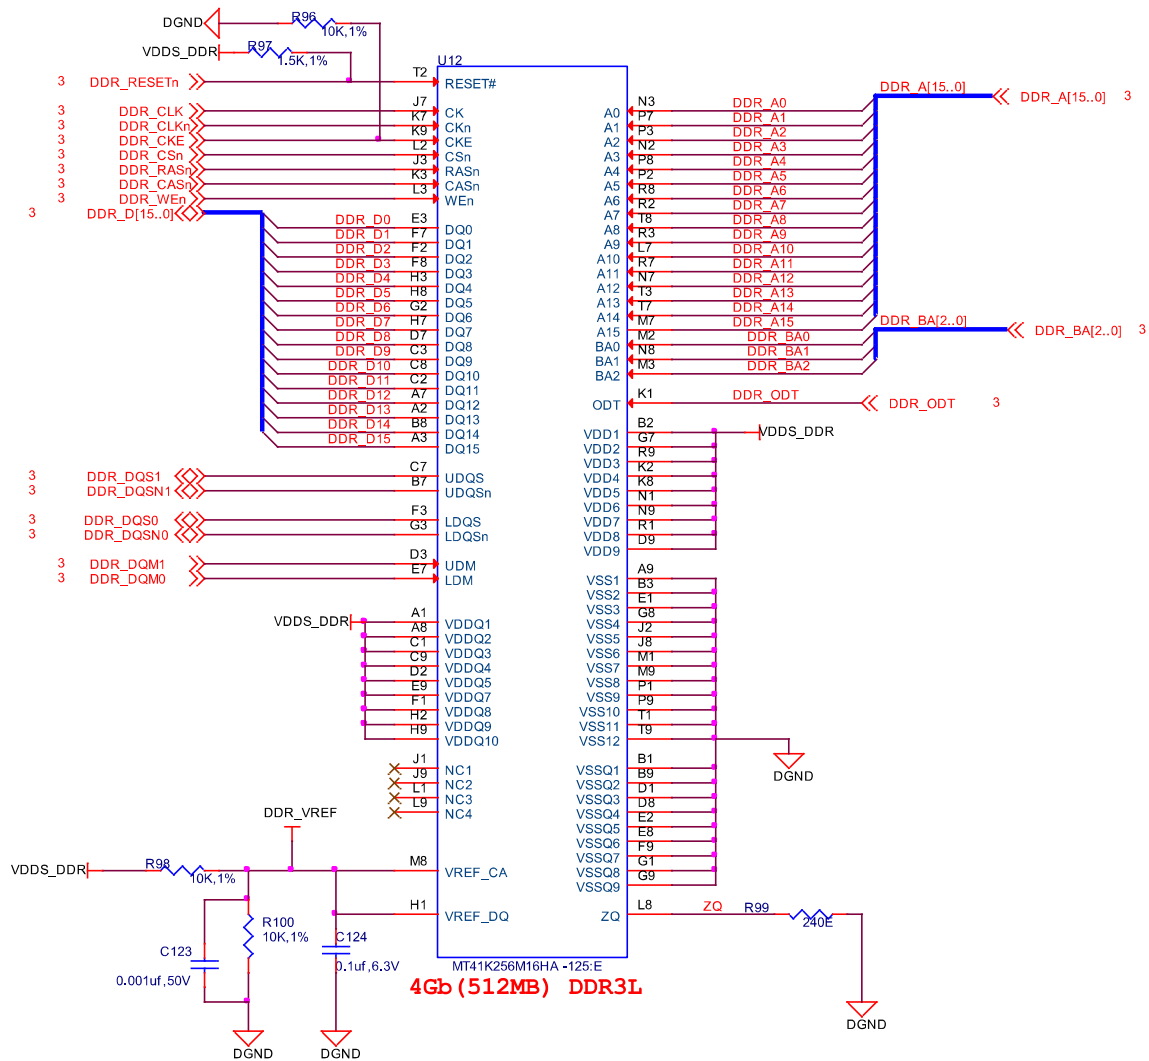 DGND R96 10K,1%
VDDS_DDR R97 1.5K,1%
U12
3 DDR_RESETn T2 RESET#
3 DDR_CLK J7 CK
3 DDR_CLKn K7 CKn
3 DDR_CKE K9 CKE
3 DDR_CSn L2 CSn
3 DDR_RASn J3 RASn
3 DDR_CASn K3 CASn
3 DDR_WEn L3 WEn
3 DDR_D[15..0]
DDR_D0 E3 DQ0
DDR_D1 F7 DQ1
DDR_D2 F2 DQ2
DDR_D3 F8 DQ3
DDR_D4 H3 DQ4
DDR_D5 H8 DQ5
DDR_D6 G2 DQ6
DDR_D7 H7 DQ7
DDR_D8 D7 DQ8
DDR_D9 C3 DQ9
DDR_D10 C8 DQ10
DDR_D11 C2 DQ11
DDR_D12 A7 DQ12
DDR_D13 A2 DQ13
DDR_D14 B8 DQ14
DDR_D15 A3 DQ15
3 DDR_DQS1 C7 UDQS
3 DDR_DQSN1 B7 UDQSn
3 DDR_DQS0 F3 LDQS
3 DDR_DQSN0 G3 LDQSn
3 DDR_DQM1 D3 UDM
3 DDR_DQM0 E7 LDM
VDDS_DDR A1 VDDQ1
A8 VDDQ2
C1 VDDQ3
C9 VDDQ4
D2 VDDQ5
E9 VDDQ7
F1 VDDQ8
H2 VDDQ9
H9 VDDQ10
J1 NC1
J9 NC2
L1 NC3
L9 NC4
DDR_VREF
VDDS_DDR R98 10K,1% M8 VREF_CA
H1 VREF_DQ
R100
10K,1%
C123
0.001uf,50V
C124
0.1uf,6.3V
DGND
DGND
DDR_A[15..0] DDR_A[15..0] 3
A0 N3 DDR_A0
A1 P7 DDR_A1
A2 P3 DDR_A2
A3 N2 DDR_A3
A4 P8 DDR_A4
A5 P2 DDR_A5
A6 R8 DDR_A6
A7 R2 DDR_A7
A8 T8 DDR_A8
A9 R3 DDR_A9
A10 L7 DDR_A10
A11 R7 DDR_A11
A12 N7 DDR_A12
A13 T3 DDR_A13
A14 T7 DDR_A14
A15 M7 DDR_A15
DDR_BA[2..0] DDR_BA[2..0] 3
BA0 M2 DDR_BA0
BA1 N8 DDR_BA1
BA2 M3 DDR_BA2
ODT K1 DDR_ODT DDR_ODT 3
VDD1 B2 VDDS_DDR
VDD2 G7
VDD3 R9
VDD4 K2
VDD5 K8
VDD6 N1
VDD7 N9
VDD8 R1
VDD9 D9
VSS1 A9
VSS2 B3
VSS3 E1
VSS4 G8
VSS5 J2
VSS6 J8
VSS7 M1
VSS8 M9
VSS9 P1
VSS10 P9
VSS11 T1
VSS12 T9
DGND
VSSQ1 B1
VSSQ2 B9
VSSQ3 D1
VSSQ4 D8
VSSQ5 E2
VSSQ6 E8
VSSQ7 F9
VSSQ8 G1
VSSQ9 G9
ZQ L8 ZQ R99 240E
DGND
MT41K256M16HA -125:E
4Gb(512MB) DDR3L